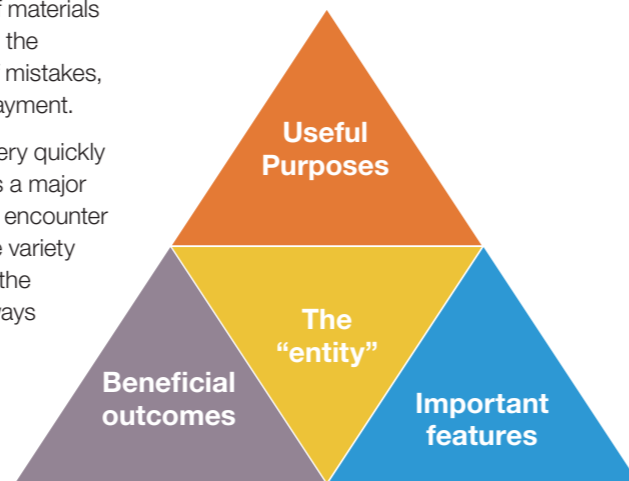 materials
the
mistakes,
ayment.
ery quickly
s a major
encounter
variety
the
ays
Useful
Purposes
The
“entity”
Beneficial
outcomes
Important
features